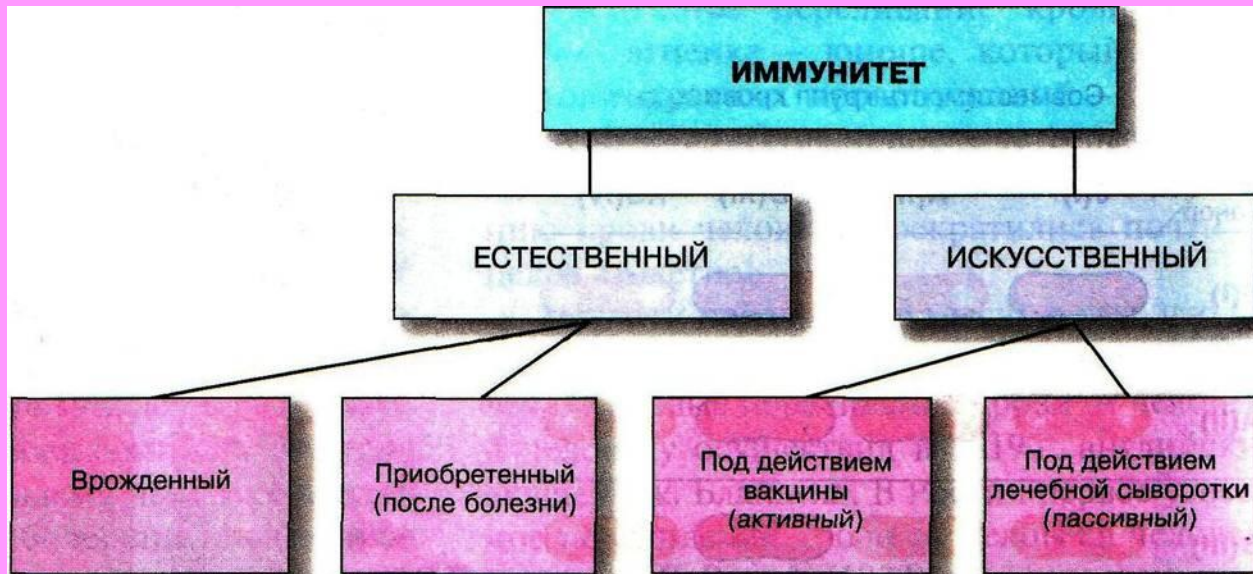 ИММУНИТЕТ
ЕСТЕСТВЕННЫЙ
ИСКУССТВЕННЫЙ
Врожденный
Приобретенный
(после болезни)
Под действием
вакцины
(активный)
Под действием
лечебной сыворотки
(пассивный)